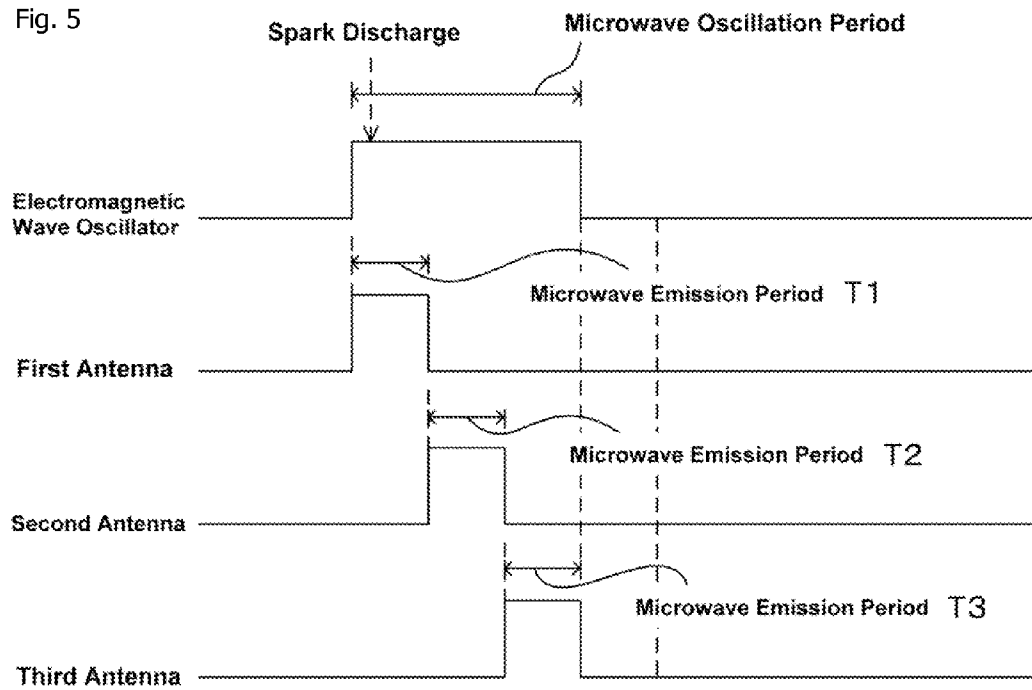 Fig. 5
Spark Discharge
Microwave Oscillation Period
Electromagnetic
Wave Oscillator
Microwave Emission Period T1
First Antenna
Microwave Emission Period T2
Second Antenna
Microwave Emission Period T3
Third Antenna